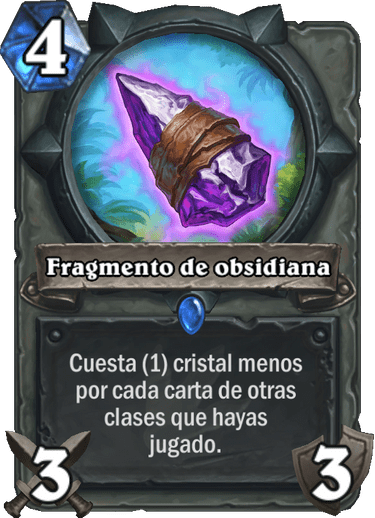 4
Fragmento de obsidiana
Cuesta (1) cristal menos
por cada carta de otras
clases que hayas
jugado.
3
3